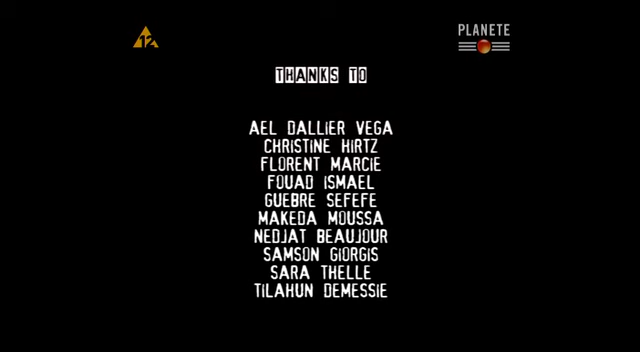 12
PLANETE
THANKS TO
AEL DALLIER VEGA
CHRISTINE HIRTZ
FLORENT MARCIE
FOUAD ISMAEL
GUEBRE SEFEFE
MAKEDA MOUSSA
NEDJAT BEAUJOUR
SAMSON GIORGIS
SARA THELLE
TILAHUN DEMESSIE